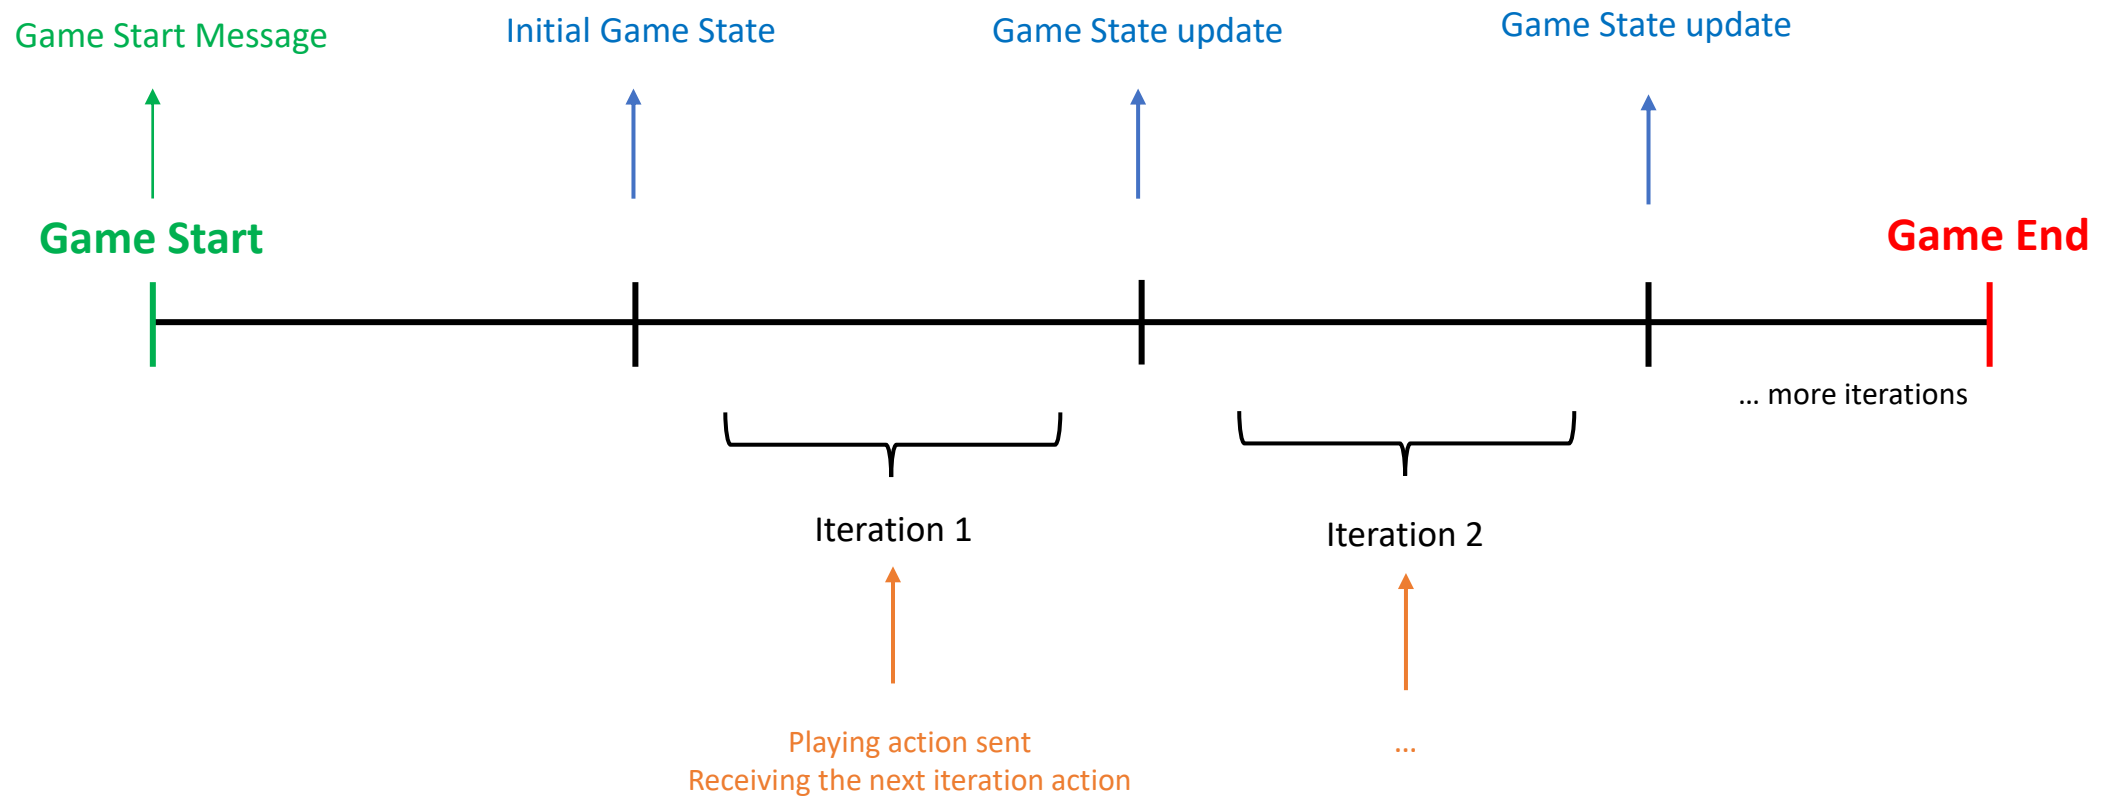 Game Start Message
Initial Game State
Game State update
Game State update
Game Start
Game End
... more iterations
Iteration 1
Iteration 2
Playing action sent
Receiving the next iteration action
...